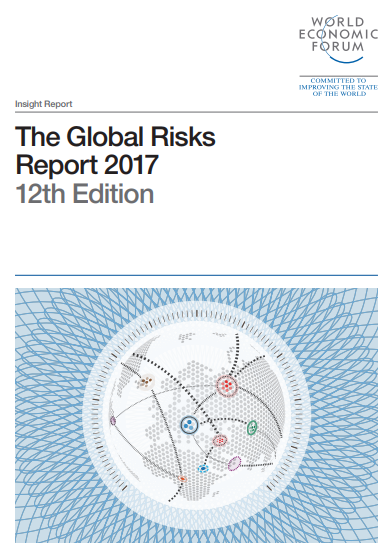 WORLD
ECONOMIC
FORUM
COMMITTED TO
IMPROVING THE STATE
OF THE WORLD
Insight Report
The Global Risks
Report 2017
12th Edition